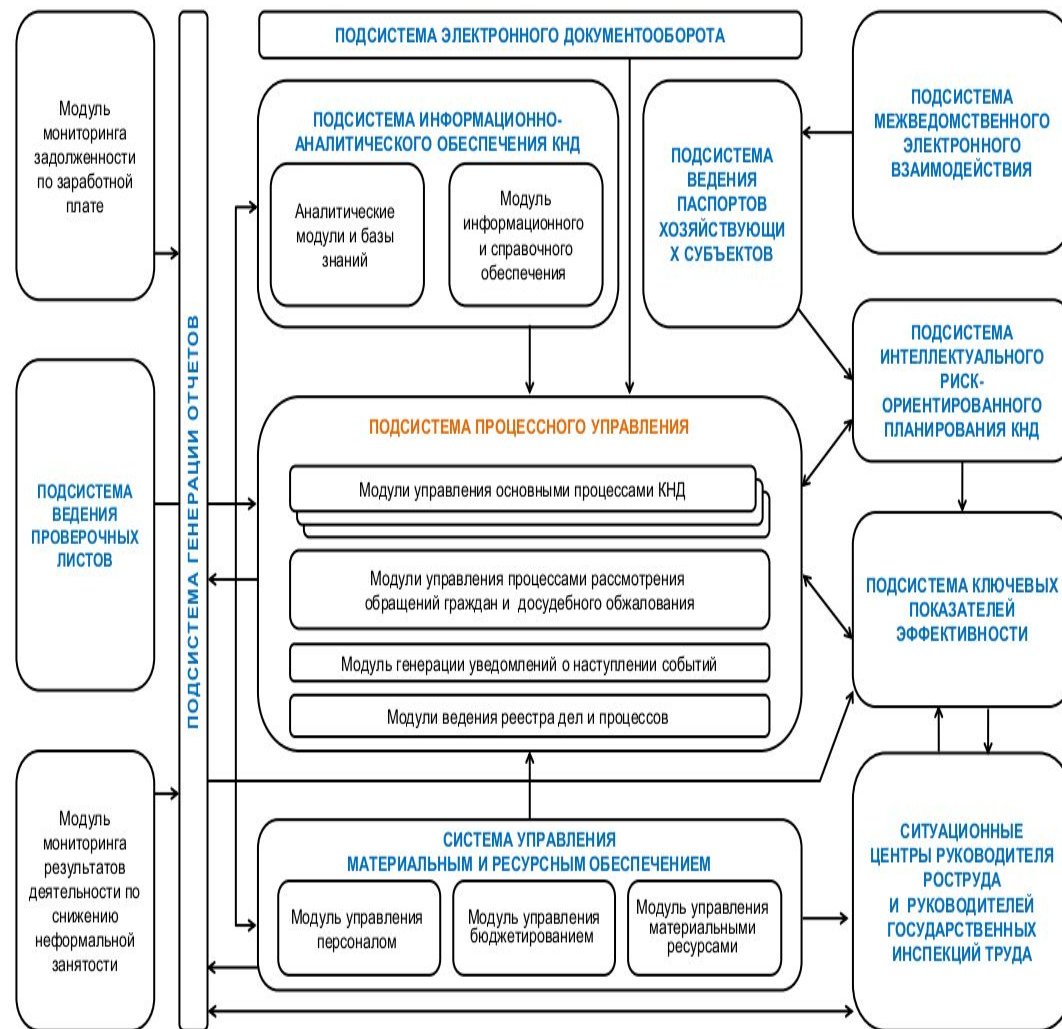 ПОДСИСТЕМА ЭЛЕКТРОННОГО ДОКУМЕНТООБОРОТА
Модуль
мониторинга
задолженности
по заработной
плате
ПОДСИСТЕМА ИНФОРМАЦИОННО-
АНАЛИТИЧЕСКОГО ОБЕСПЕЧЕНИЯ КНД
Аналитические
модули и базы
знаний
Модуль
информационного
и справочного
обеспечения
ПОДСИСТЕМА
ВЕДЕНИЯ
ПАСПОРТОВ
ХОЗЯЙСТВУЮЩИ
Х СУБЪЕКТОВ
ПОДСИСТЕМА
МЕЖВЕДОМСТВЕННОГО
ЭЛЕКТРОННОГО
ВЗАИМОДЕЙСТВИЯ
ПОДСИСТЕМА
ИНТЕЛЛЕКТУАЛЬНОГО
РИСК-
ОРИЕНТИРОВАННОГО
ПЛАНИРОВАНИЯ КНД
ПОДСИСТЕМА ГЕНЕРАЦИИ ОТЧЕТОВ
ПОДСИСТЕМА
ВЕДЕНИЯ
ПРОВЕРОЧНЫХ
ЛИСТОВ
ПОДСИСТЕМА ПРОЦЕССНОГО УПРАВЛЕНИЯ
Модули управления основными процессами КНД
Модули управления процессами рассмотрения
обращений граждан и досудебного обжалования
Модуль генерации уведомлений о наступлении событий
Модули ведения реестра дел и процессов
ПОДСИСТЕМА КЛЮЧЕВЫХ
ПОКАЗАТЕЛЕЙ
ЭФФЕКТИВНОСТИ
Модуль
мониторинга
результатов
деятельности по
снижению
неформальной
занятости
СИСТЕМА УПРАВЛЕНИЯ
МАТЕРИАЛЬНЫМ И РЕСУРСНЫМ ОБЕСПЕЧЕНИЕМ
Модуль управления
персоналом
Модуль управления
бюджетированием
Модуль управления
материальными
ресурсами
СИТУАЦИОННЫЕ
ЦЕНТРЫ РУКОВОДИТЕЛЯ
РОСТРУДА
И РУКОВОДИТЕЛЕЙ
ГОСУДАРСТВЕННЫХ
ИНСПЕКЦИЙ ТРУДА